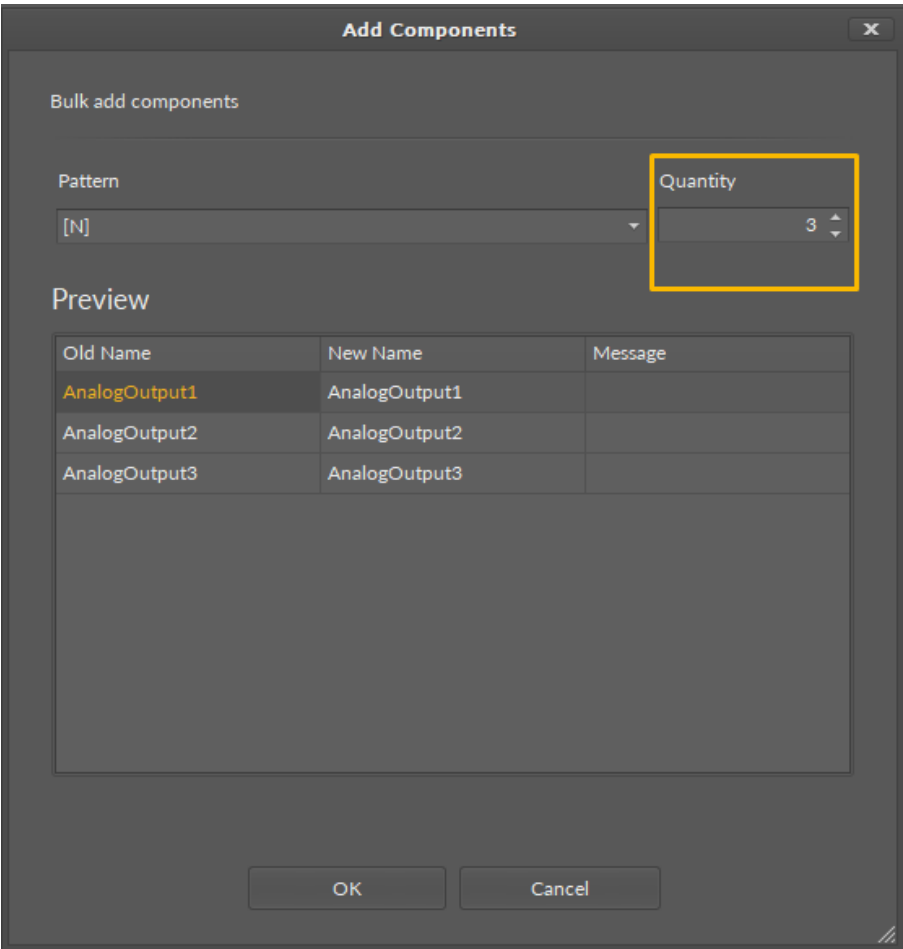 Add Components
x
Bulk add components
Pattern Quantity
[N] 3
Preview
Old Name New Name Message
AnalogOutput1 AnalogOutput1
AnalogOutput2 AnalogOutput2
AnalogOutput3 AnalogOutput3
OK Cancel